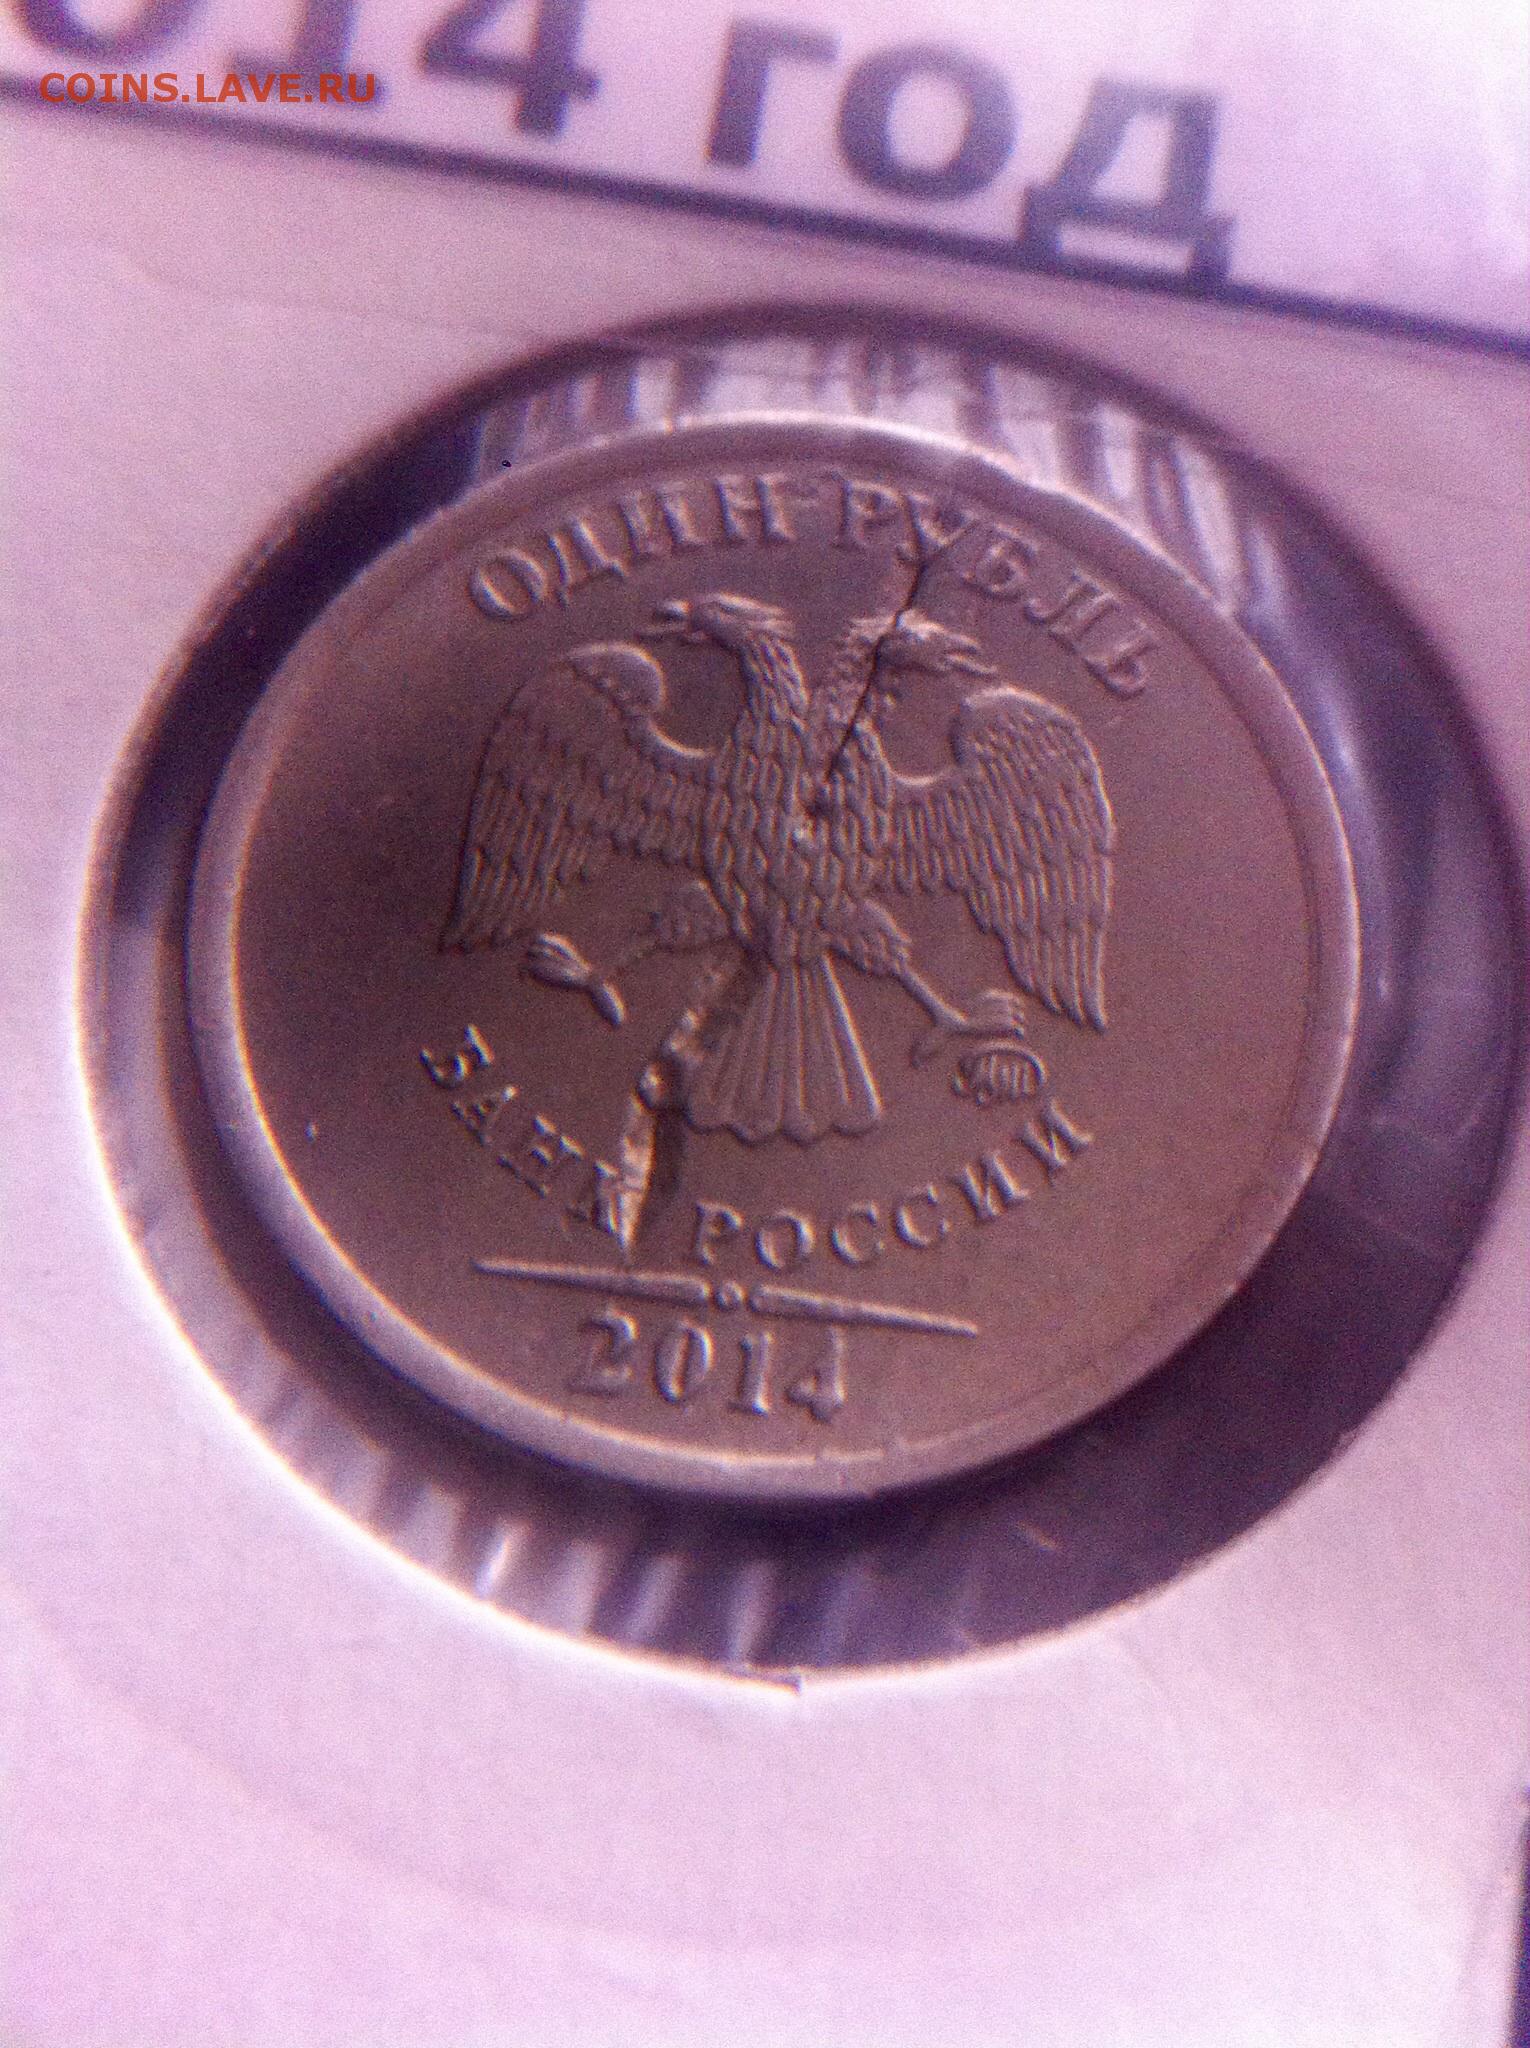 014 год
COINS.LAVE.RU
ОДИН РУБЛЬ
БАНК РОССИИ
2014